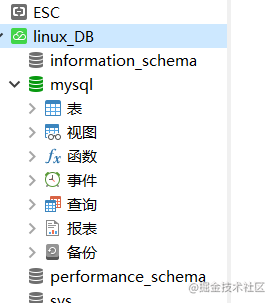 ESC
linux_DB
information_schema
mysql
表
视图
fx 函数
事件
查询
报表
备份
performance_schema
sys
@掘金技术社区